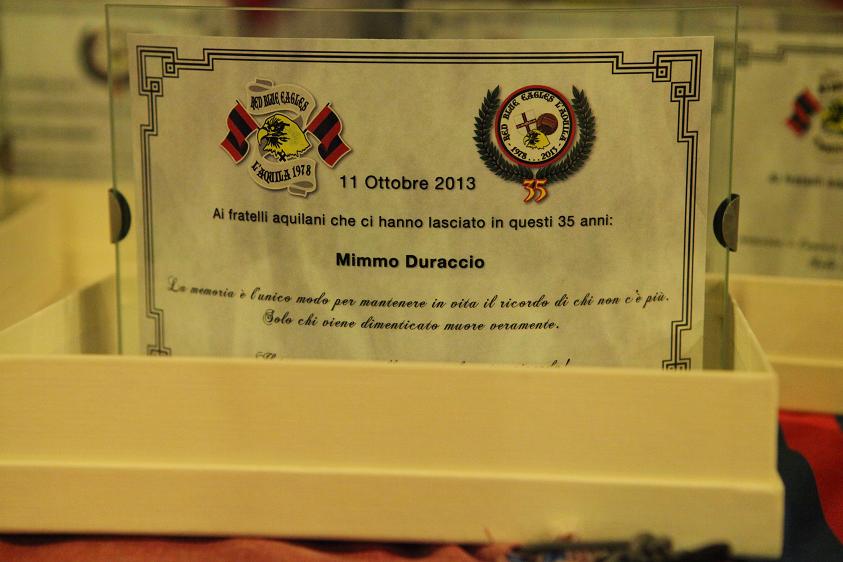 RED BLUE EAGLES
L'AQUILA 1978
RED BLUE EAGLES L'AQUILA
1978 ... 2013
35
11 Ottobre 2013
Ai fratelli aquilani che ci hanno lasciato in questi 35 anni:
Mimmo Duraccio
La memoria è l'unico modo per mantenere in vita il ricordo di chi non c'è più.
Solo chi viene dimenticato muore veramente.